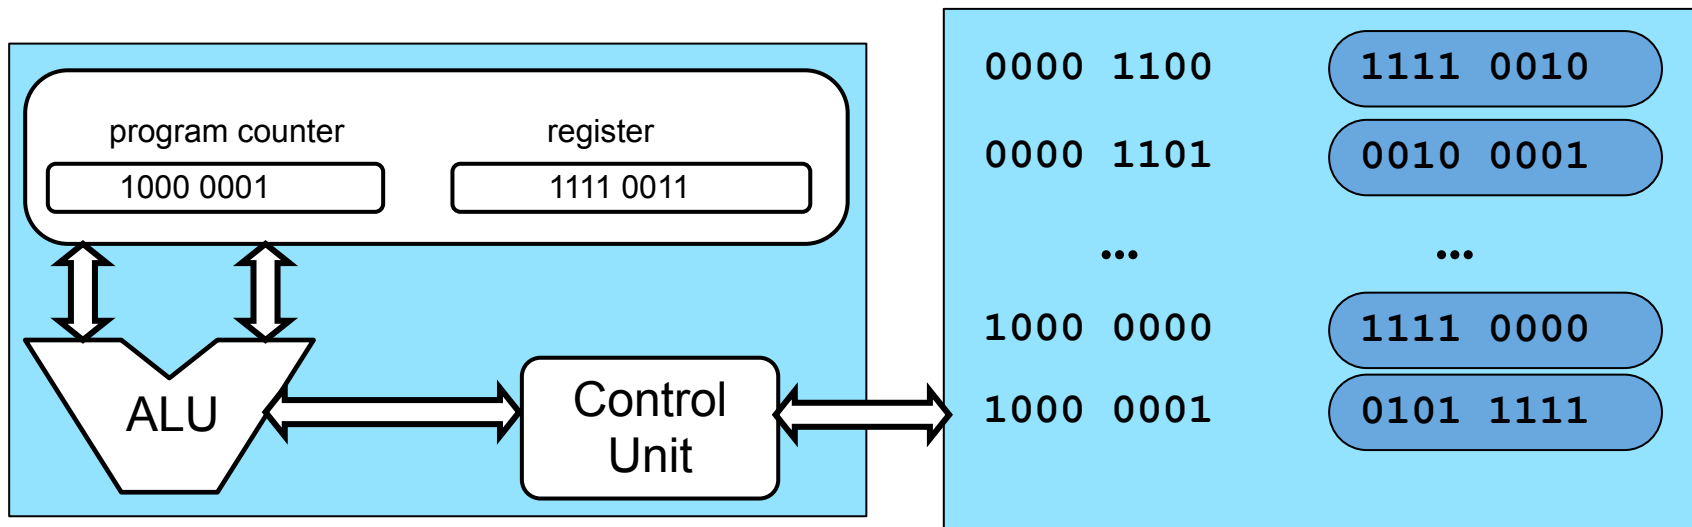 program counter
register
1000 0001
1111 0011
ALU
Control
Unit
0000 1100 1111 0010
0000 1101 0010 0001
... ...
1000 0000 1111 0000
1000 0001 0101 1111